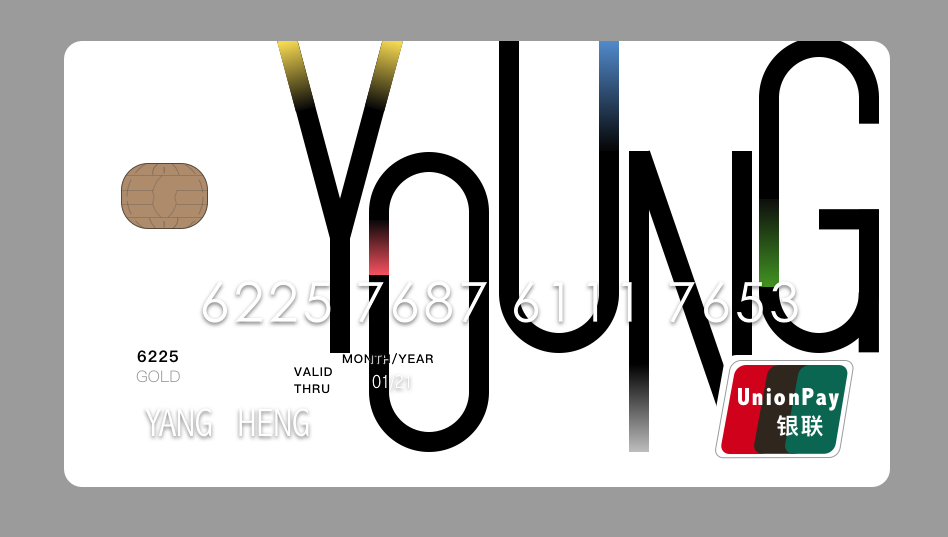 YOUNG
6225 7687 6111 7653
6225
GOLD
MONTH/YEAR
VALID
THRU
01/21
YANG HENG
UnionPay
银联